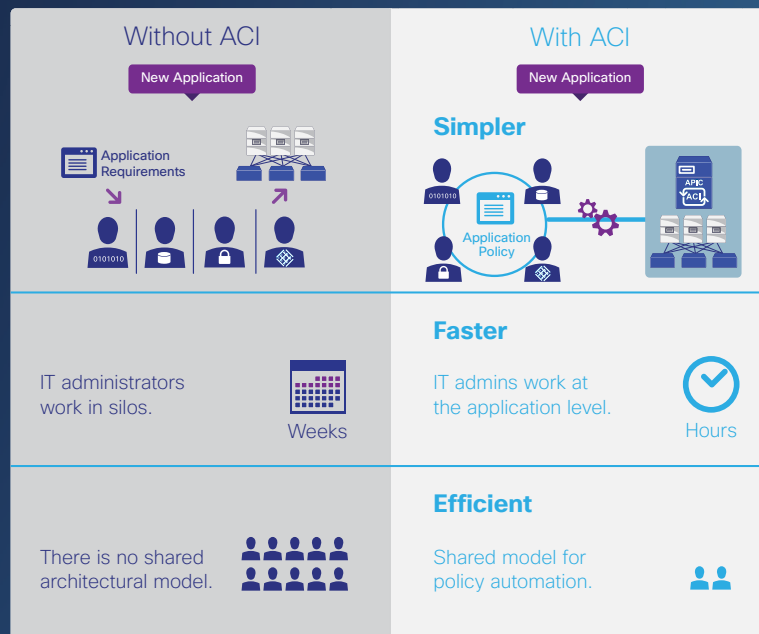 Without ACI
New Application
Application
Requirements
0101010
IT administrators
work in silos.
Weeks
There is no shared
architectural model.
With ACI
New Application
Simpler
0101010
Application
Policy
APIC
ACI
Faster
IT admins work at
the application level.
Hours
Efficient
Shared model for
policy automation.